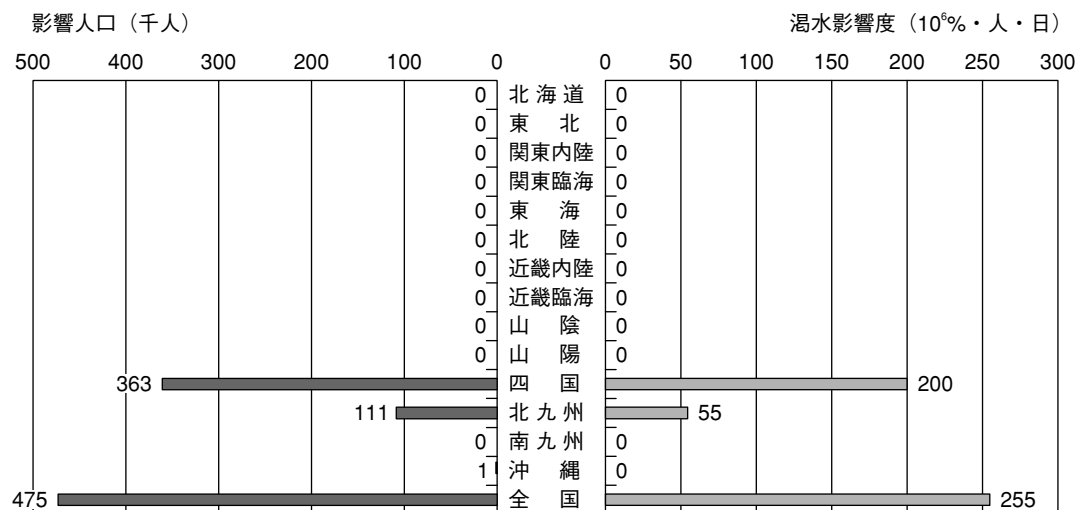 影響人口（千人） 渇水影響度（10⁶%・人・日）
500 400 300 200 100 0 0 50 100 150 200 250 300
0 北海道 0
0 東北 0
0 関東内陸 0
0 関東臨海 0
0 東海 0
0 北陸 0
0 近畿内陸 0
0 近畿臨海 0
0 山陰 0
0 山陽 0
363 四国 200
111 北九州 55
0 南九州 0
1 沖縄 0
475 全国 255